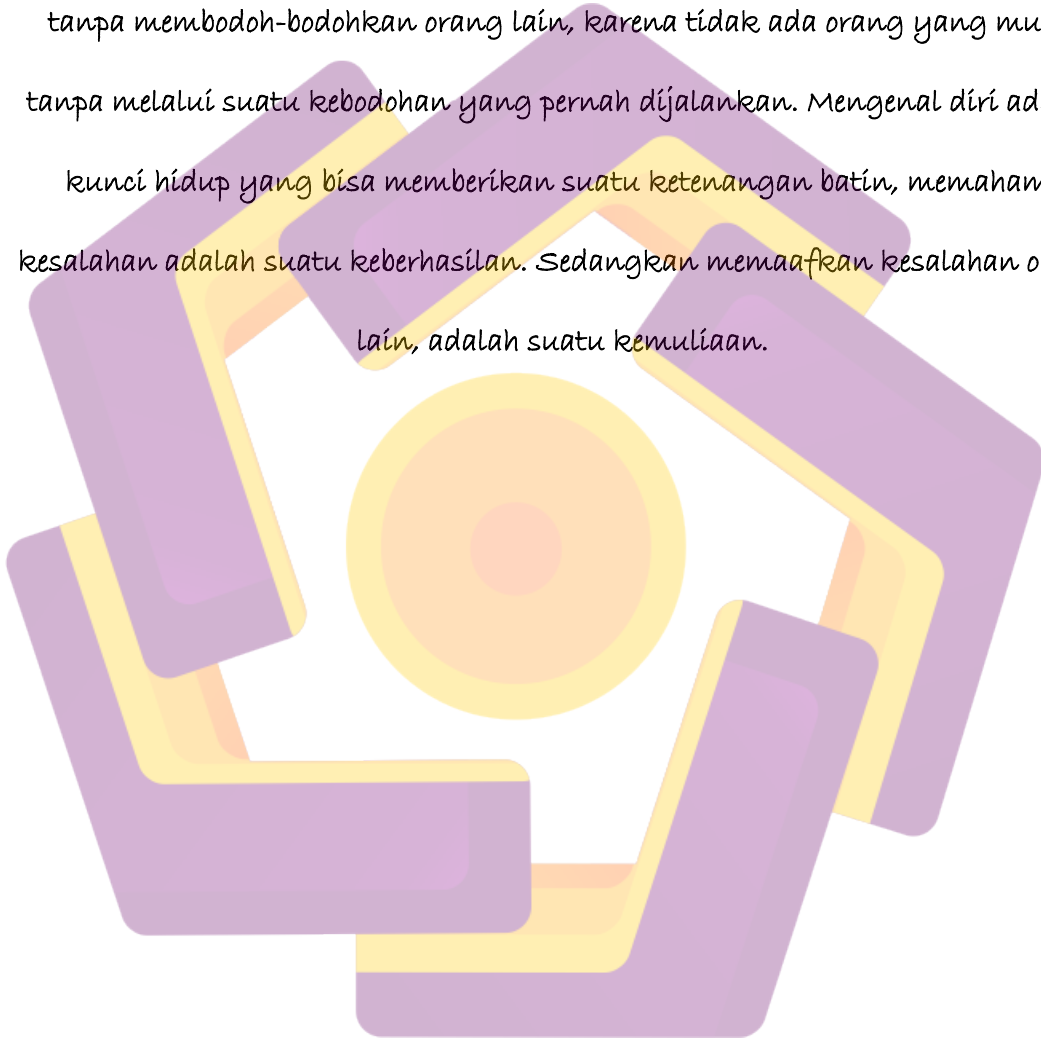 tanpa membodoh-bodohkan orang lain, karena tidak ada orang yang mu
tanpa melalui suatu kebodohan yang pernah dijalankan. Mengenal diri ad
kunci hidup yang bisa memberikan suatu ketenangan batin, memahan
kesalahan adalah suatu keberhasilan. Sedangkan memaafkan kesalahan o
lain, adalah suatu kemuliaan.